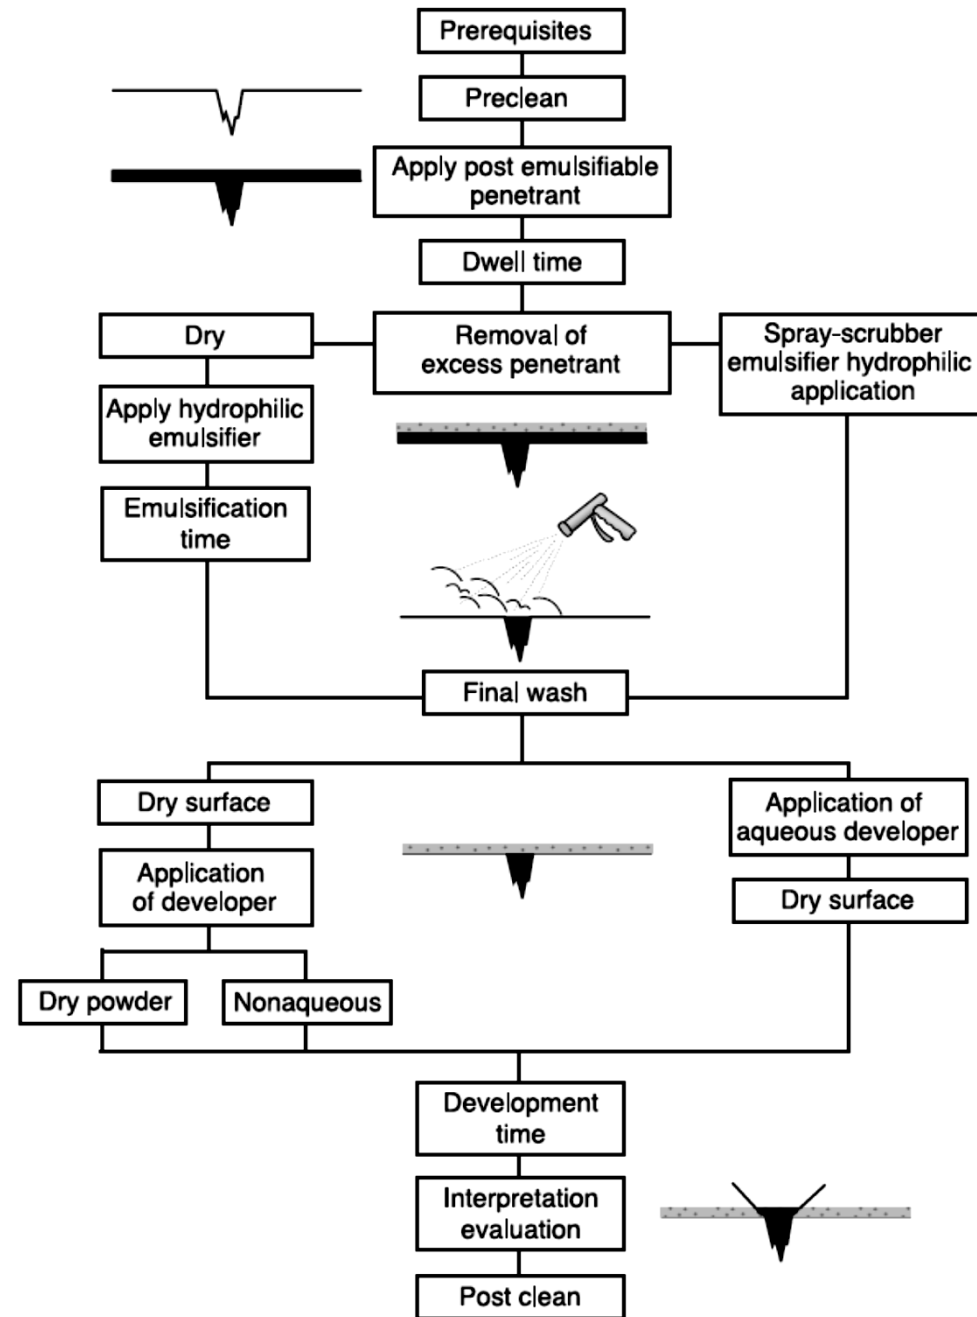 Prerequisites
Preclean
Apply post emulsifiable
penetrant
Dwell time
Dry
Removal of
excess penetrant
Spray-scrubber
emulsifier hydrophilic
application
Apply hydrophilic
emulsifier
Emulsification
time
Final wash
Dry surface
Application
of developer
Application of
aqueous developer
Dry surface
Dry powder
Nonaqueous
Development
time
Interpretation
evaluation
Post clean